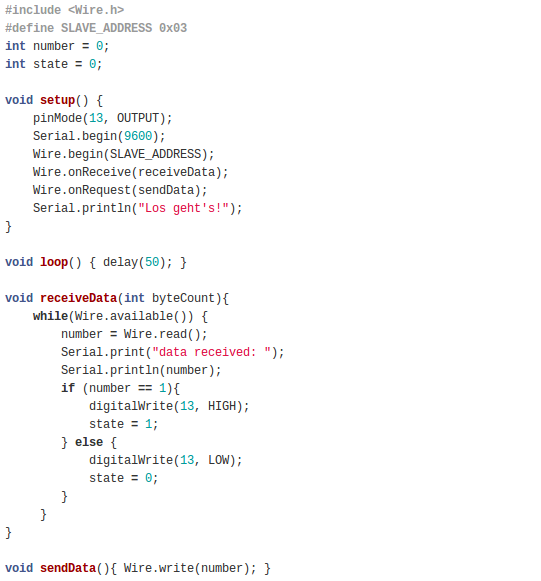 #include <Wire.h>
#define SLAVE_ADDRESS 0x03
int number = 0;
int state = 0;

void setup() {
    pinMode(13, OUTPUT);
    Serial.begin(9600);
    Wire.begin(SLAVE_ADDRESS);
    Wire.onReceive(receiveData);
    Wire.onRequest(sendData);
    Serial.println("Los geht's!");
}

void loop() { delay(50); }

void receiveData(int byteCount){
    while(Wire.available()) {
        number = Wire.read();
        Serial.print("data received: ");
        Serial.println(number);
        if (number == 1){
            digitalWrite(13, HIGH);
            state = 1;
        } else {
            digitalWrite(13, LOW);
            state = 0;
        }
     }
}

void sendData(){ Wire.write(number); }